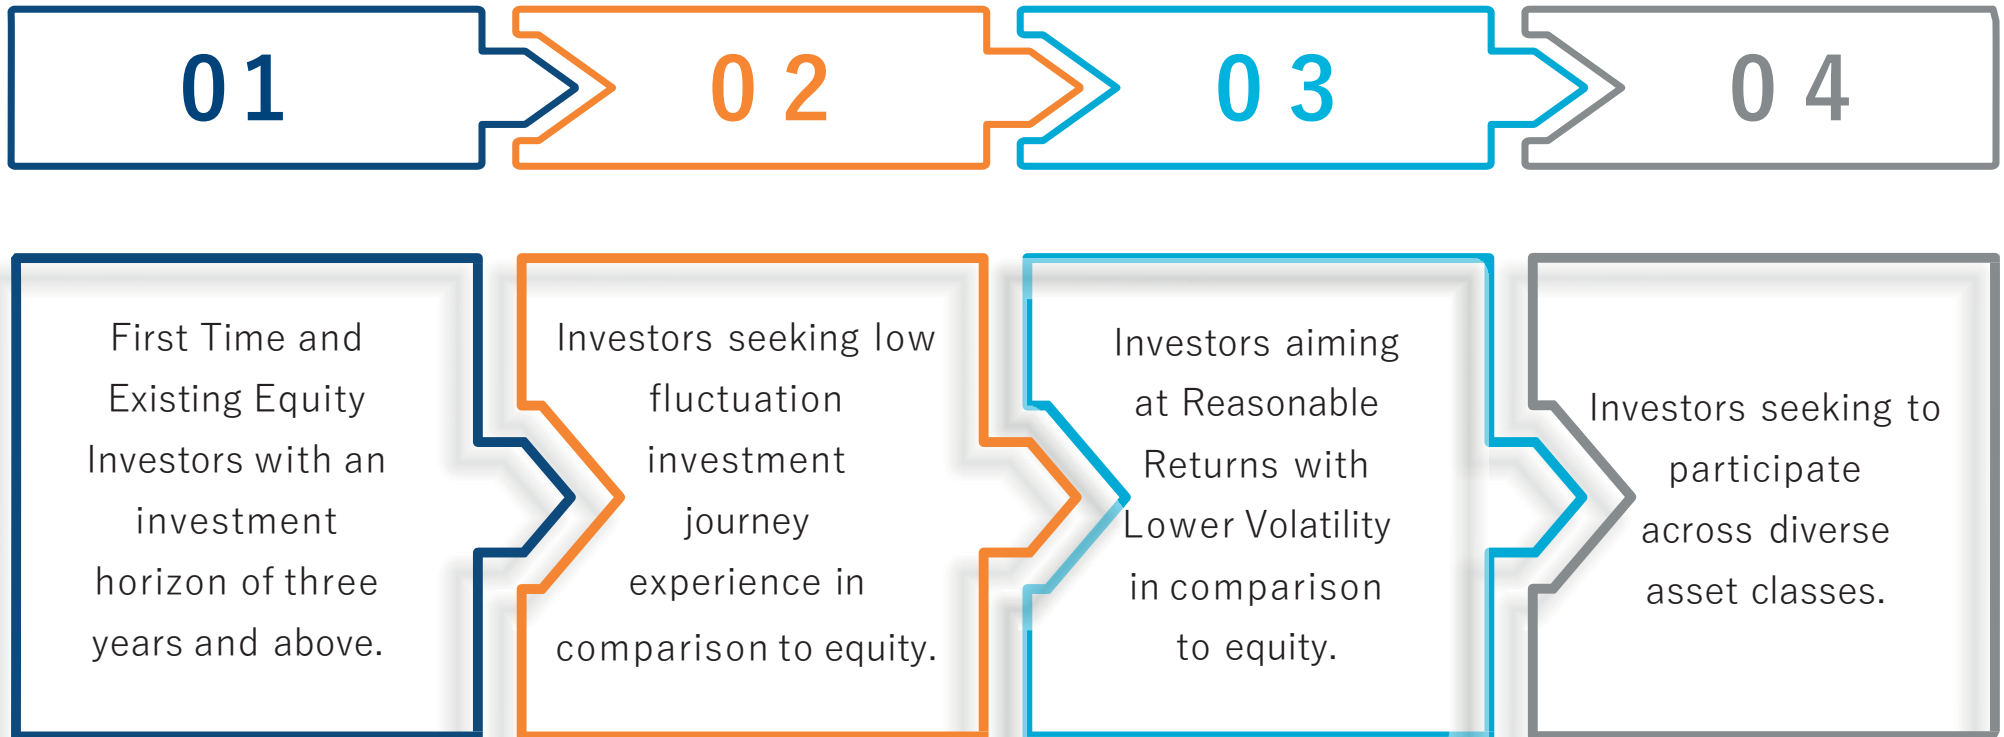 01
02
03
04
First Time and
Existing Equity
Investors with an
investment
horizon of three
years and above.
Investors seeking low
fluctuation
investment
journey
experience in
comparison to equity.
Investors aiming
at Reasonable
Returns with
Lower Volatility
in comparison
to equity.
Investors seeking to
participate
across diverse
asset classes.